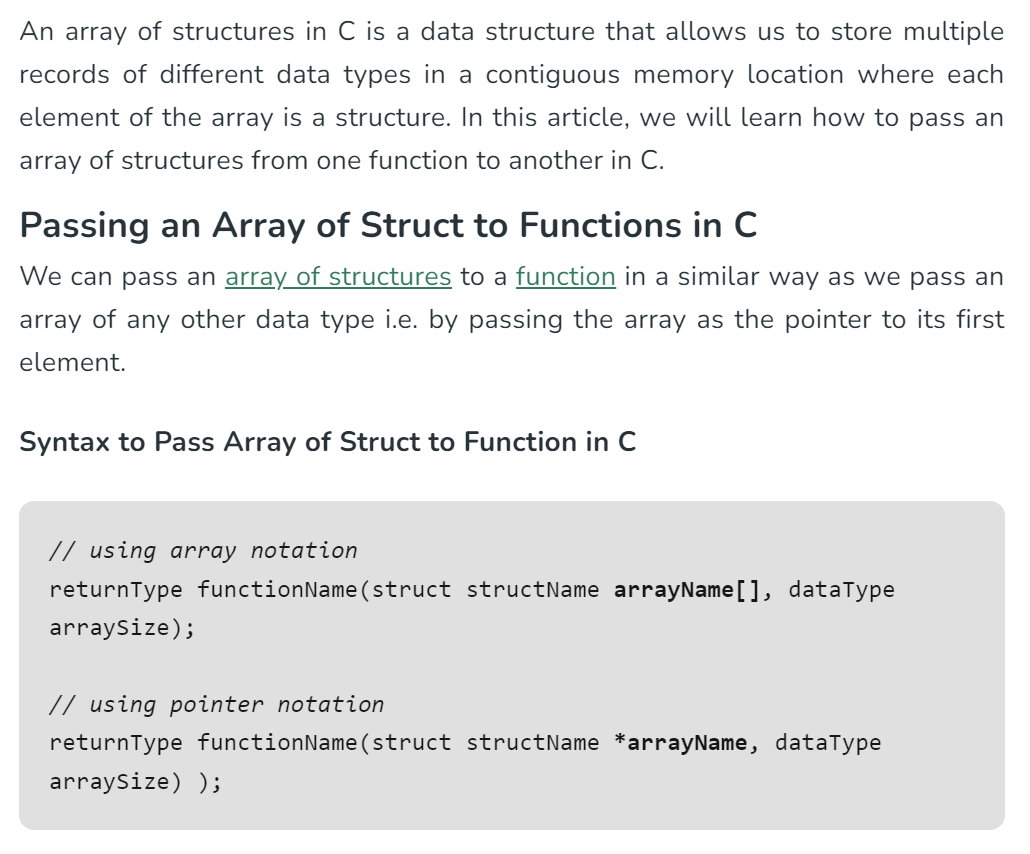 An array of structures in C is a data structure that allows us to store multiple
records of different data types in a contiguous memory location where each
element of the array is a structure. In this article, we will learn how to pass an
array of structures from one function to another in C.
Passing an Array of Struct to Functions in C
We can pass an array of structures to a function in a similar way as we pass an
array of any other data type i.e. by passing the array as the pointer to its first
element.
Syntax to Pass Array of Struct to Function in C
// using array notation
returnType functionName(struct structName arrayName[], dataType
arraySize);
// using pointer notation
returnType functionName(struct structName *arrayName, dataType
arraySize) );